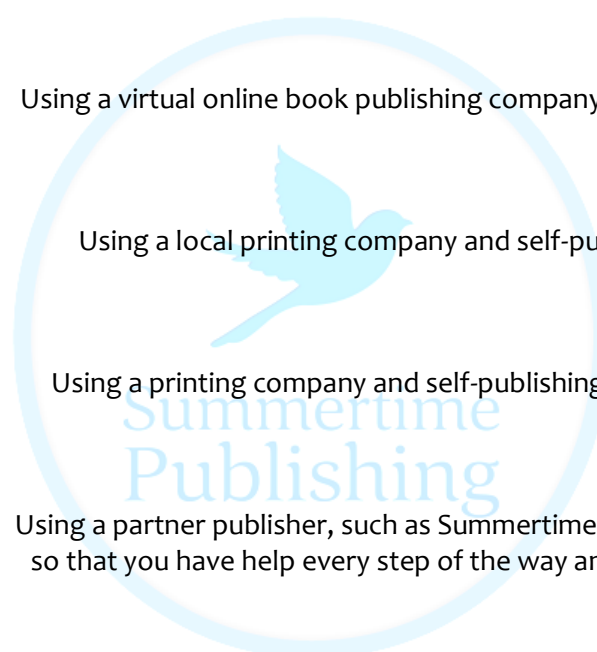 Using a virtual online book publishing company
Using a local printing company and self-pu
Using a printing company and self-publishing
Summertime
Publishing
Using a partner publisher, such as Summertime
so that you have help every step of the way an